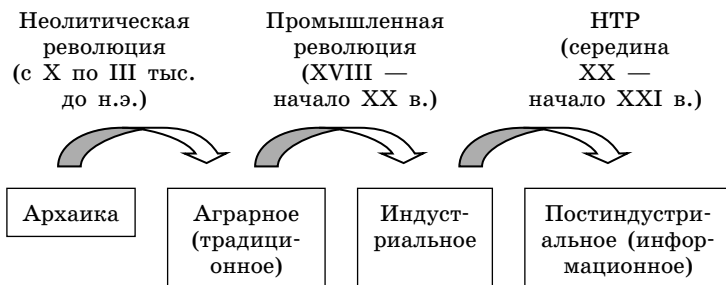 Неолитическая
революция
(с X по III тыс.
до н.э.)
Промышленная
революция
(XVIII —
начало XX в.)
НТР
(середина
XX —
начало XXI в.)
Архаика
Аграрное
(традици-
онное)
Индуст-
риальное
Постиндустри-
альное (инфор-
мационное)